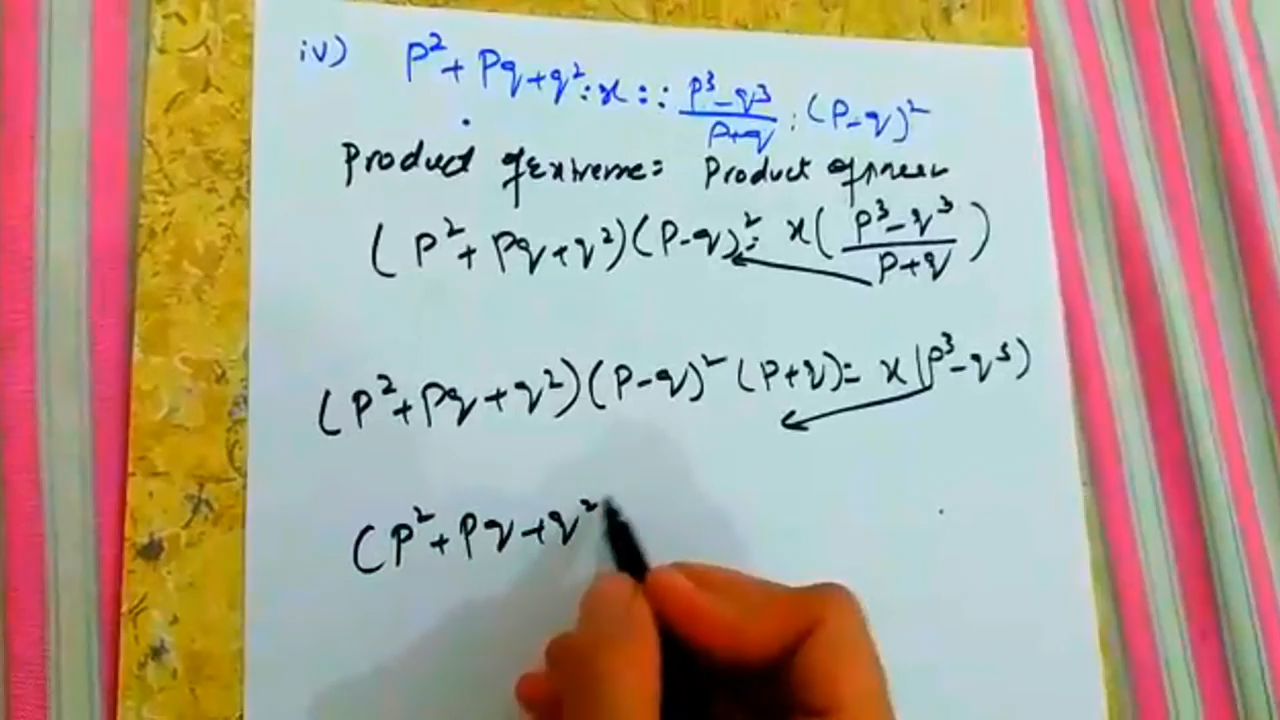 iv) P²+Pq+q²:x::(P³-q³)/(P+q):(P-q)²
Product of Extreme= Product of
(P²+Pq+q²)(P-q)²= x((P³-q³)/(P+q))
(P²+Pq+q²)(P-q)²(P+q)= x(P³-q³)
(P²+Pq+q²